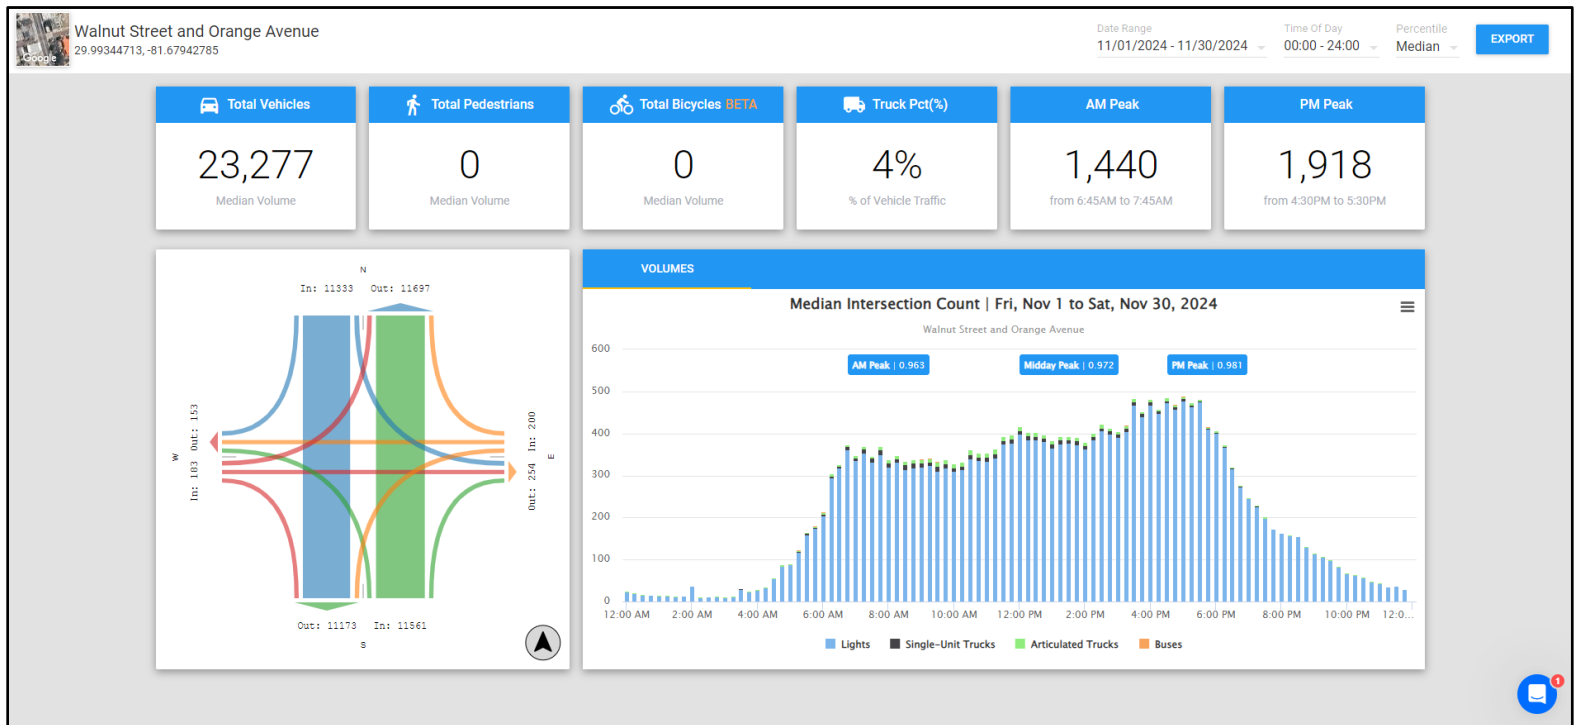 Google
Walnut Street and Orange Avenue
29.99344713, -81.67942785
Date Range
11/01/2024 - 11/30/2024
Time Of Day
00:00 - 24:00
Percentile
Median
EXPORT
Total Vehicles
23,277
Median Volume
Total Pedestrians
0
Median Volume
Total Bicycles BETA
0
Median Volume
Truck Pct(%)
4%
% of Vehicle Traffic
AM Peak
1,440
from 6:45AM to 7:45AM
PM Peak
1,918
from 4:30PM to 5:30PM
N
In: 11333 Out: 11697
W
In: 183 Out: 153
Out: 254 In: 200
E
Out: 11173 In: 11561
S
VOLUMES
Median Intersection Count | Fri, Nov 1 to Sat, Nov 30, 2024
Walnut Street and Orange Avenue
600
500
400
300
200
100
0
AM Peak | 0.963
Midday Peak | 0.972
PM Peak | 0.981
12:00 AM 2:00 AM 4:00 AM 6:00 AM 8:00 AM 10:00 AM 12:00 PM 2:00 PM 4:00 PM 6:00 PM 8:00 PM 10:00 PM 12:0...
Lights Single-Unit Trucks Articulated Trucks Buses
1